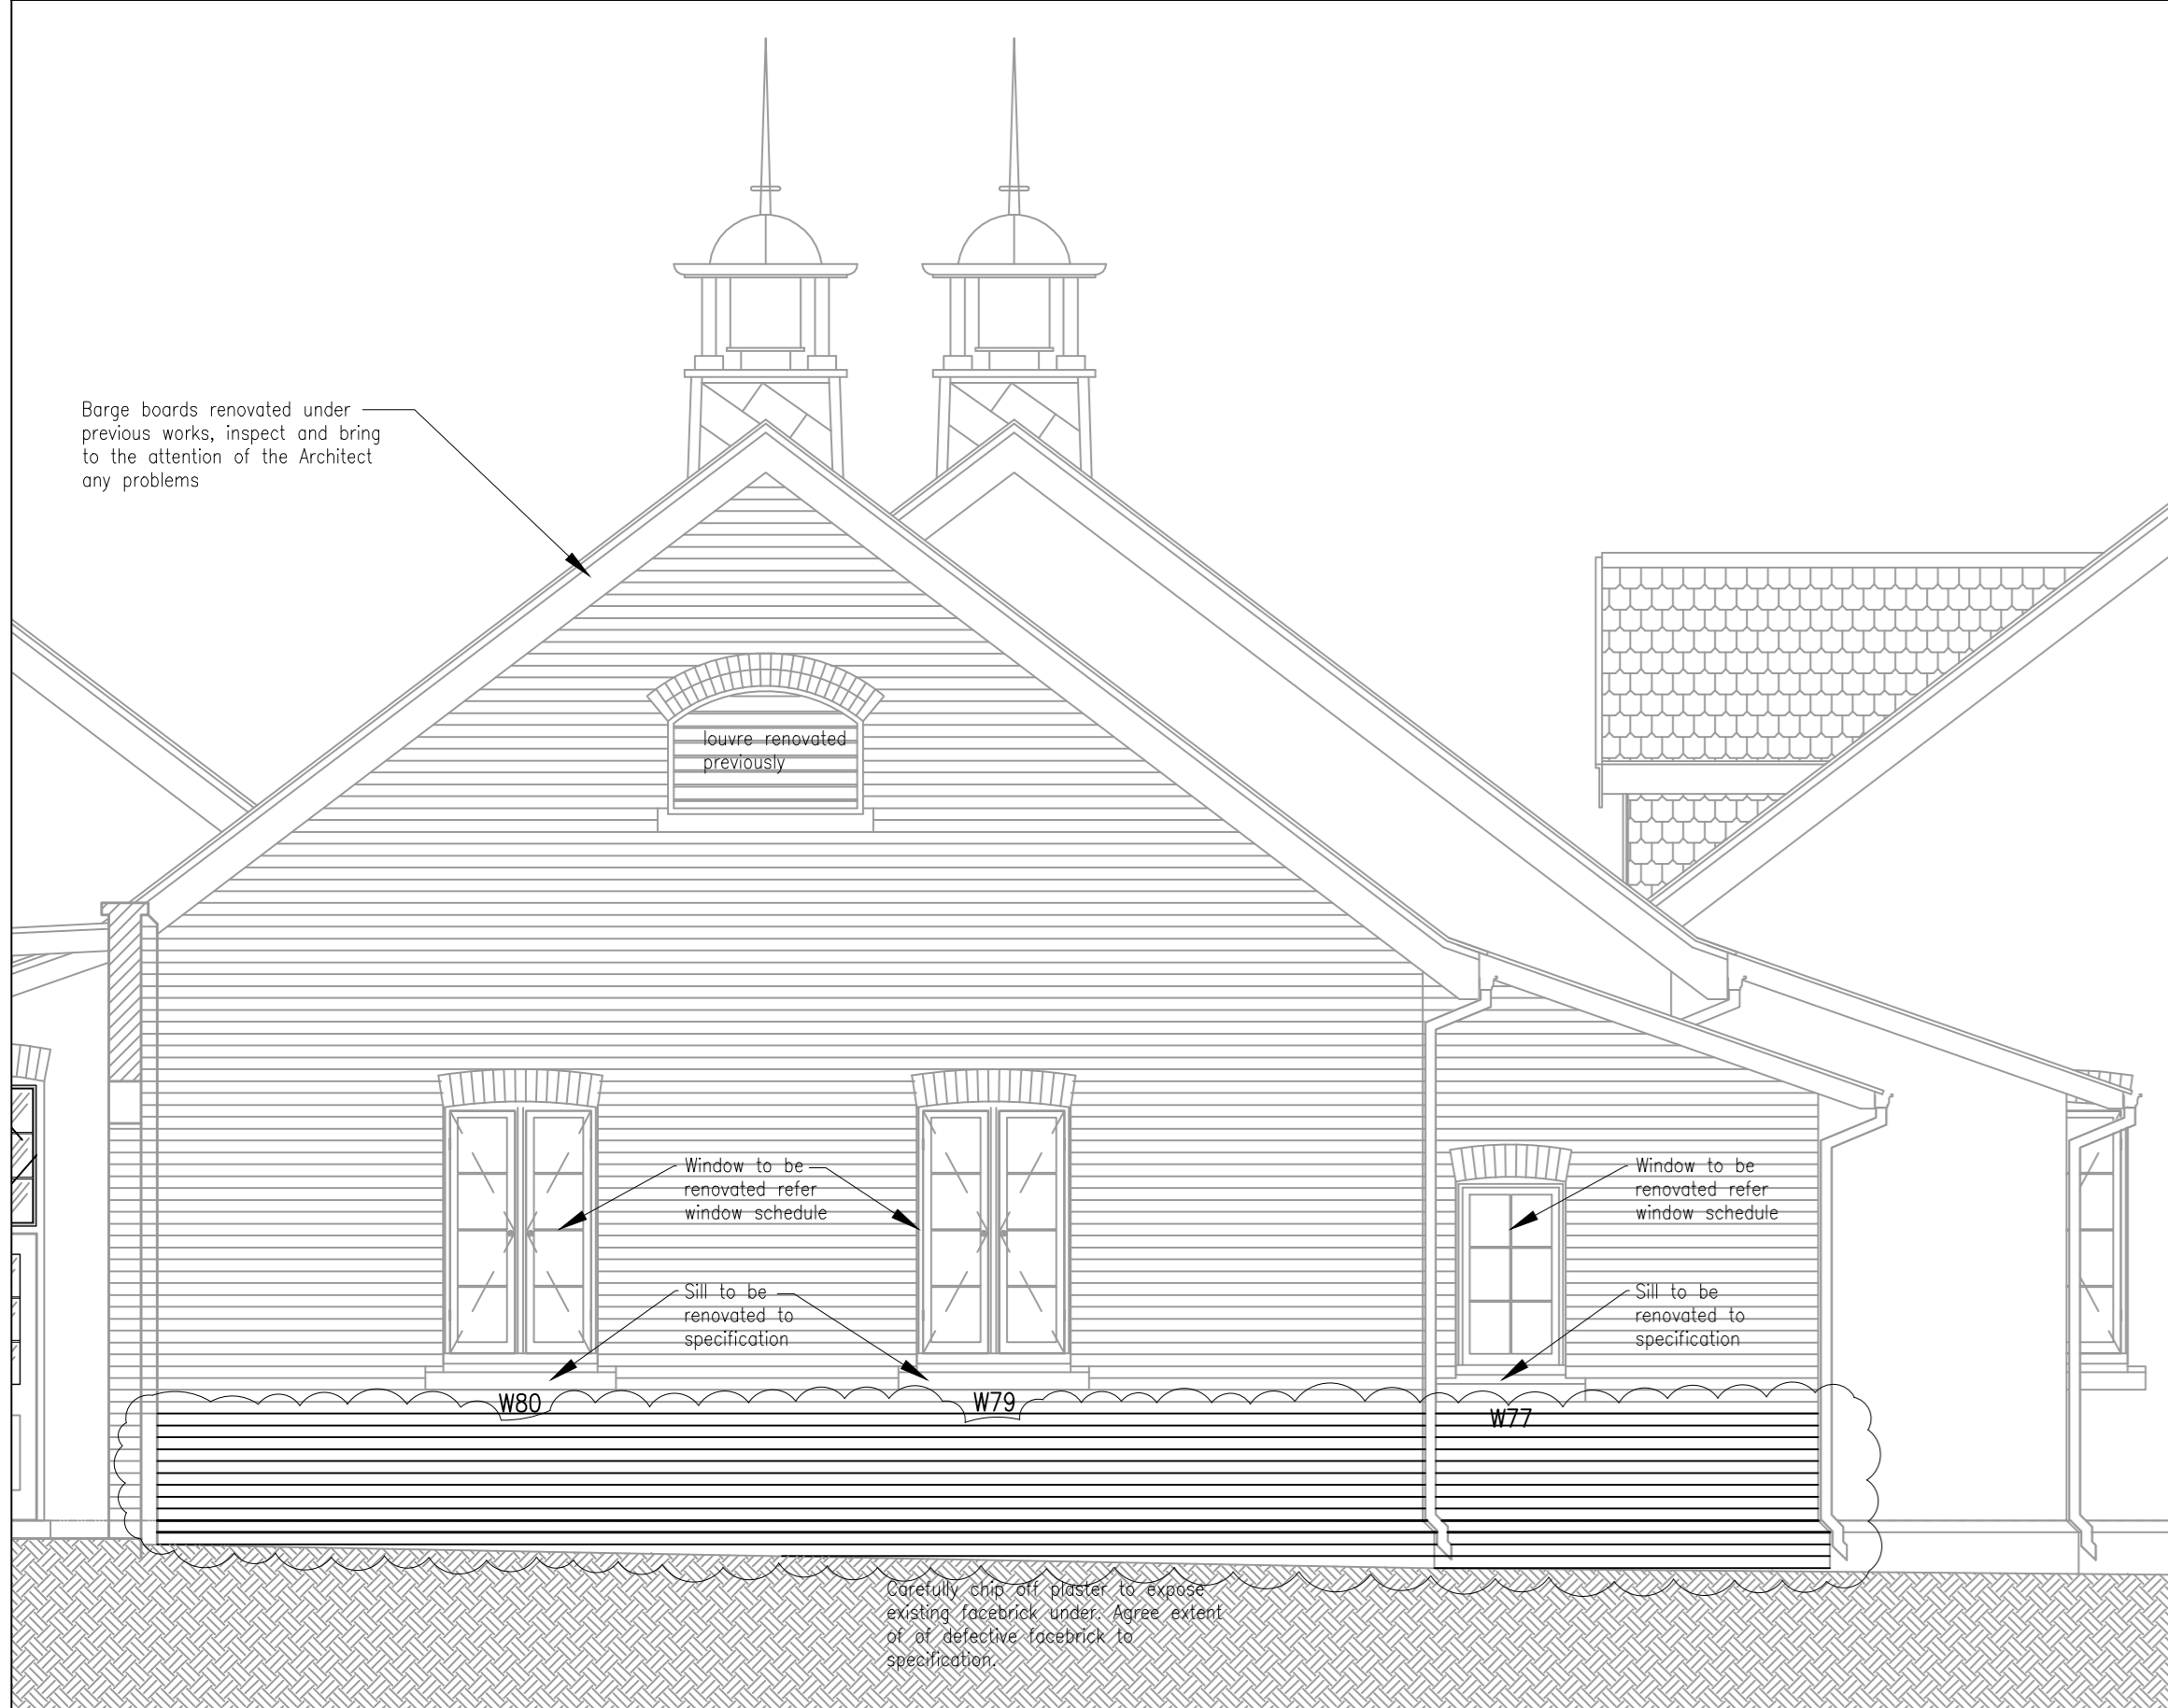 Barge boards renovated under
previous works, inspect and bring
to the attention of the Architect
any problems
louvre renovated
previously
Window to be
renovated refer
window schedule
Window to be
renovated refer
window schedule
Sill to be
renovated to
specification
Sill to be
renovated to
specification
W80
W79
W77
Carefully chip off plaster to expose
existing facebrick under. Agree extent
of of defective facebrick to
specification.